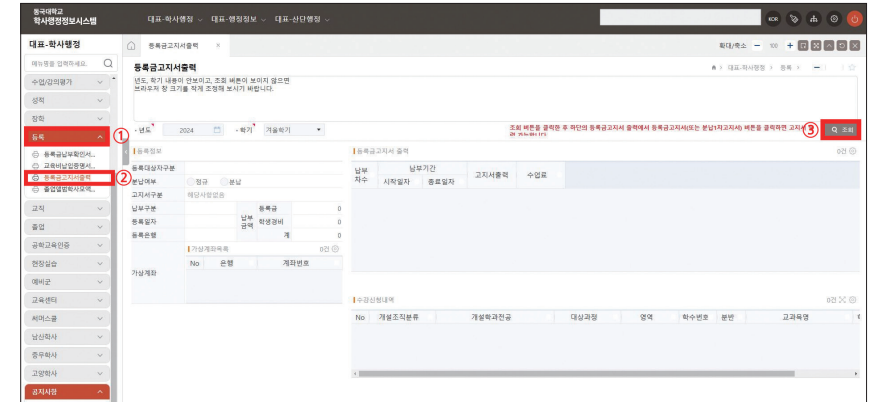 동국대학교
학사행정정보시스템
대표-학사행정
대표-행정정보
대표-산단행정
KOR
대표-학사행정
등록금고지서출력 ×
확대/축소 − 100 +
메뉴명을 입력하세요.
등록금고지서출력
대표-학사행정 > 등록 >
년도, 학기 내용이 안보이고, 조회 버튼이 보이지 않으면
브라우저 창 크기를 작게 조정해 보시기 바랍니다.
수업/강의평가
성적
장학
등록
①
등록금납부확인서...
교육비납입증명서...
등록금고지서출력
②
졸업앨범학사모액...
교직
졸업
공학교육인증
현장실습
예비군
교육센터
써머스쿨
남산학사
충무학사
고양학사
공지사항
년도 2024
학기 겨울학기
조회 버튼을 클릭한 후 하단의 등록금고지서 출력에서 등록금고지서(또는 분납1차고지서) 버튼을 클릭하면 고지서 출
력 가능합니다
③
조회
등록정보
등록대상자구분
분납여부 정규 분납
고지서구분 해당사항없음
납부구분
등록일자
등록은행
납부
금액
등록금 0
학생경비 0
계 0
가상계좌
가상계좌목록 0건
No 은행 계좌번호
등록금고지서 출력 0건
납부
차수
납부기간
시작일자 종료일자
고지서출력 수업료
수강신청내역 0건
No 개설조직분류 개설학과전공 대상과정 영역 학수번호 분반 교과목명